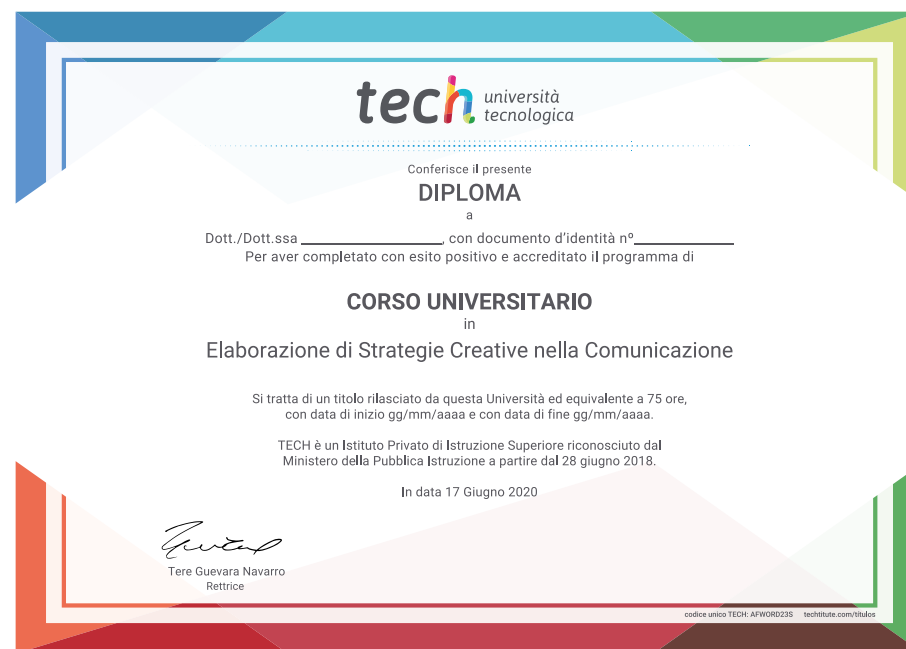 tech università
tecnologica
Conferisce il presente
DIPLOMA
a
Dott./Dott.ssa ____________________, con documento d'identità nº______________
Per aver completato con esito positivo e accreditato il programma di
CORSO UNIVERSITARIO
in
Elaborazione di Strategie Creative nella Comunicazione
Si tratta di un titolo rilasciato da questa Università ed equivalente a 75 ore,
con data di inizio gg/mm/aaaa e con data di fine gg/mm/aaaa.
TECH è un Istituto Privato di Istruzione Superiore riconosciuto dal
Ministero della Pubblica Istruzione a partire dal 28 giugno 2018.
In data 17 Giugno 2020
Tere Guevara Navarro
Rettrice
codice unico TECH: AFWORD23S techtitute.com/titulos